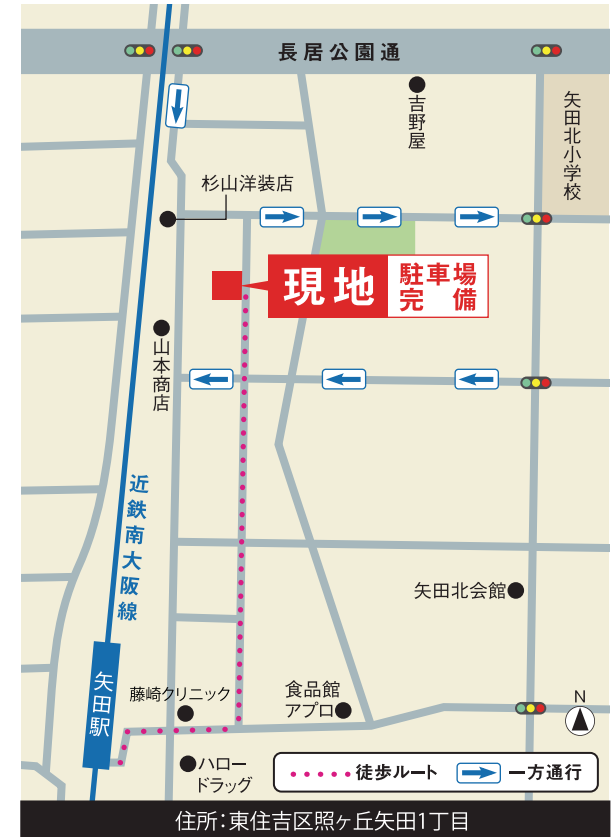 長居公園通
吉野屋
矢田北小学校
杉山洋装店
現地
駐車場
完備
山本商店
近鉄南大阪線
矢田北会館
矢田駅
藤崎クリニック
食品館
アプロ
N
ハロー
ドラッグ
徒歩ルート
一方通行
住所:東住吉区照ヶ丘矢田1丁目